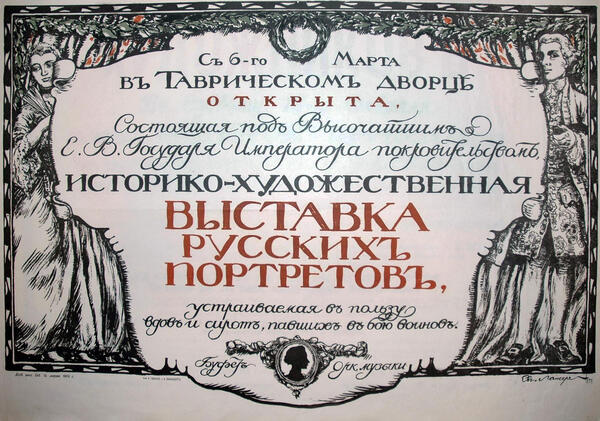 Съ 6-го Марта
въ Таврическомъ дворцѣ
открыта,
Состоящая подъ Высочайшимъ
Е. В. Государя Императора покровительствомъ,
историко-художественная
Выставка
русскихъ
портретовъ,
устраиваемая въ пользу
вдовъ и сиротъ, павшихъ въ бою воиновъ.
Буфетъ Орк. музыки